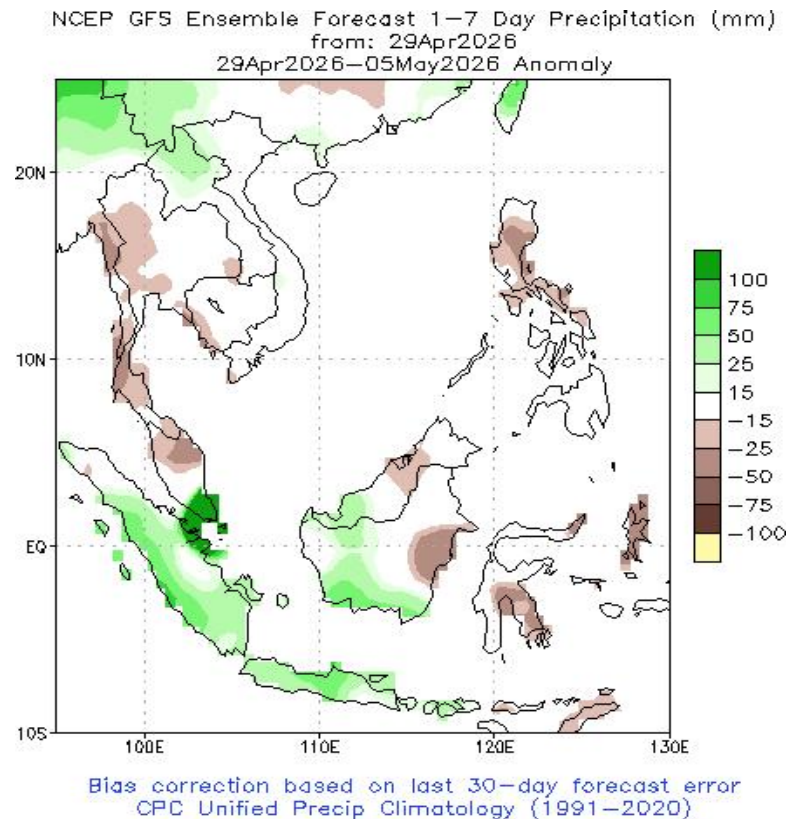 NCEP GFS Ensemble Forecast 1–7 Day Precipitation (mm)
from: 29Apr2026
29Apr2026–05May2026 Anomaly
20N
10N
EQ
10S
100E
110E
120E
130E
100
75
50
25
15
−15
−25
−50
−75
−100
Bias correction based on last 30–day forecast error
CPC Unified Precip Climatology (1991–2020)